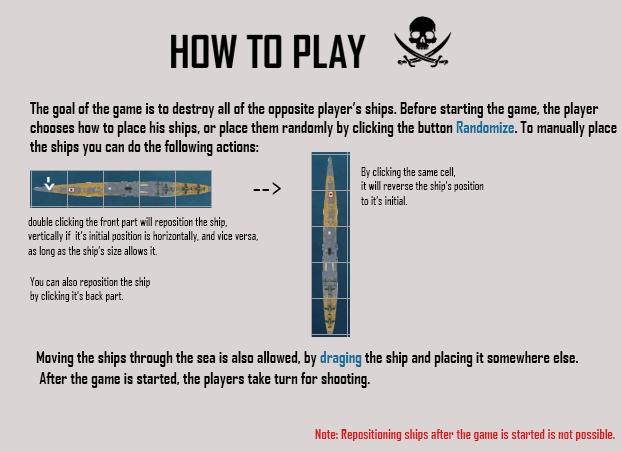 HOW TO PLAY
The goal of the game is to destroy all of the opposite player's ships. Before starting the game, the player
chooses how to place his ships, or place them randomly by clicking the button Randomize. To manually place
the ships you can do the following actions:
-->
By clicking the same cell,
it will reverse the ship's position
to it's initial.
double clicking the front part will reposition the ship,
vertically if it's initial position is horizontally, and vice versa,
as long as the ship's size allows it.
You can also reposition the ship
by clicking it's back part.
Moving the ships through the sea is also allowed, by draging the ship and placing it somewhere else.
After the game is started, the players take turn for shooting.
Note: Repositioning ships after the game is started is not possible.